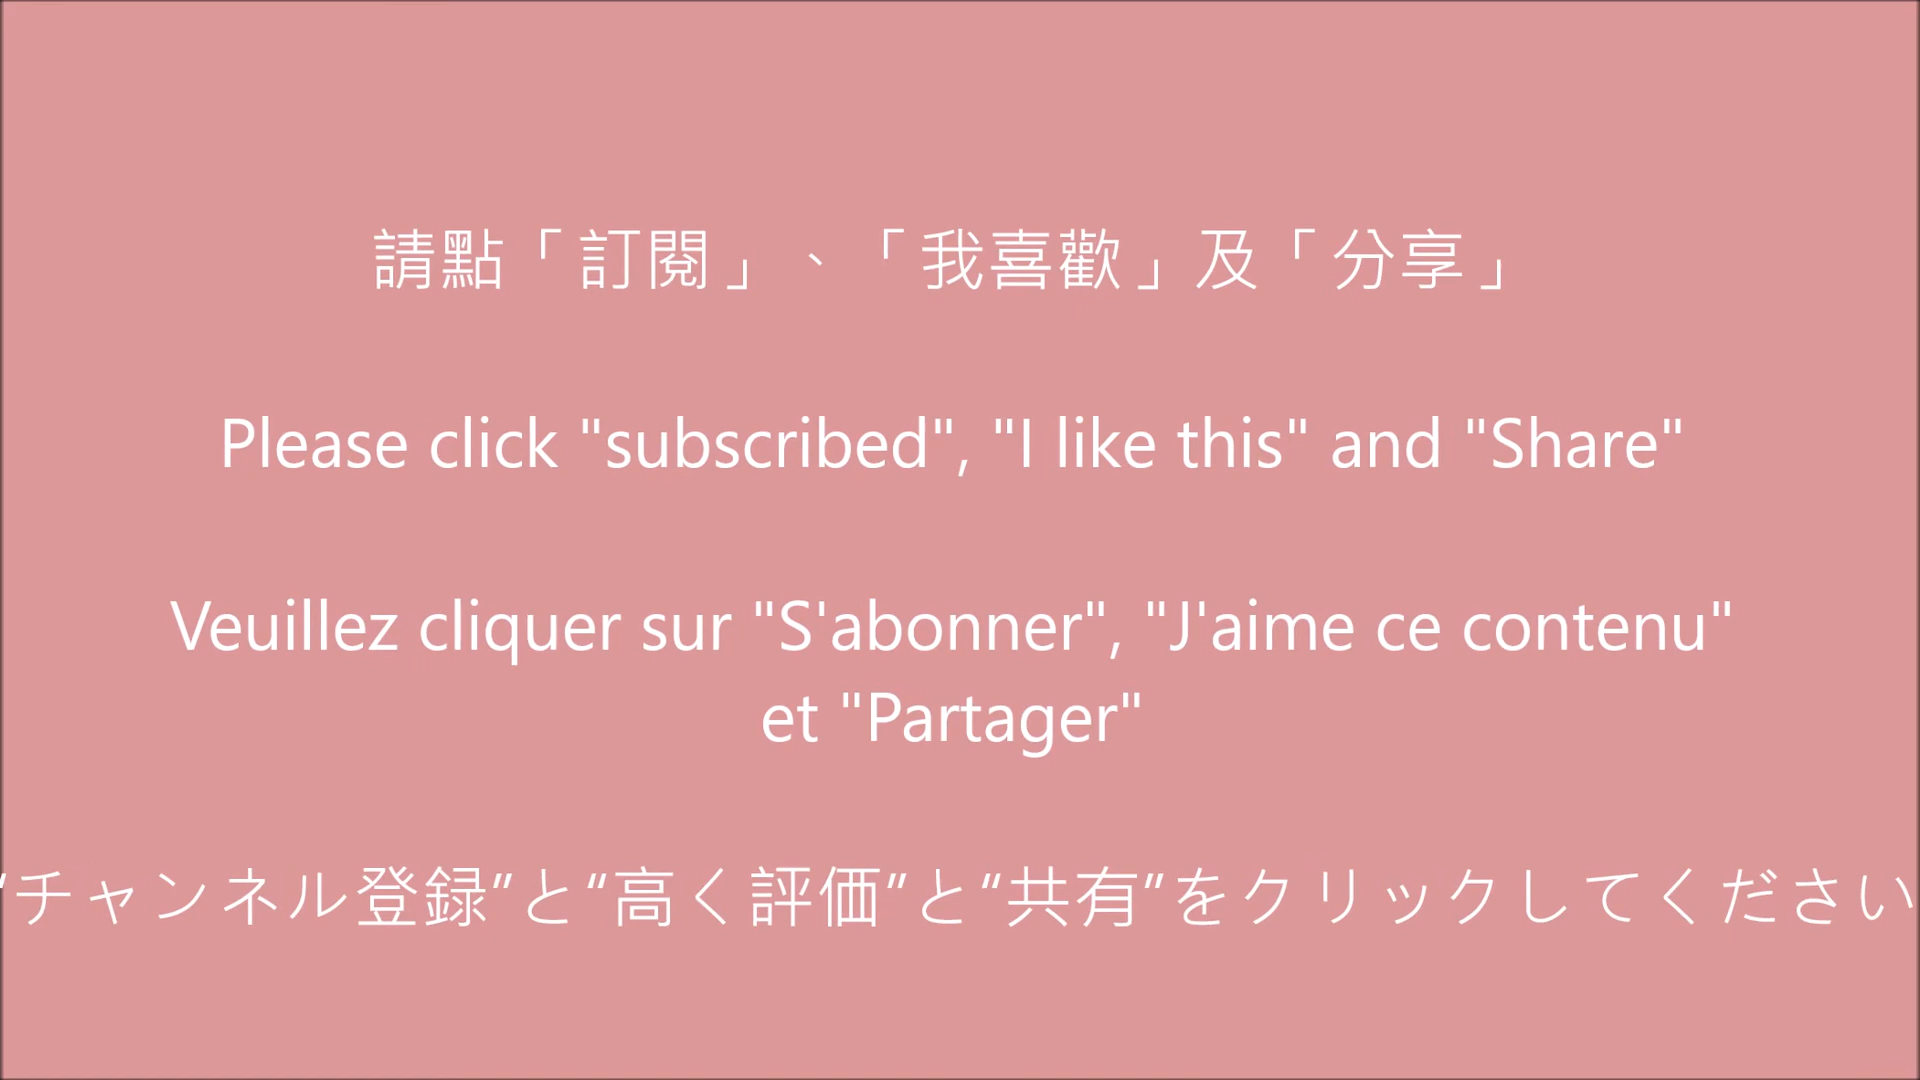 請點「訂閱」、「我喜歡」及「分享」
Please click "subscribed", "I like this" and "Share"
Veuillez cliquer sur "S'abonner", "J'aime ce contenu"
et "Partager"
“チャンネル登録”と“高く評価”と“共有”をクリックしてください